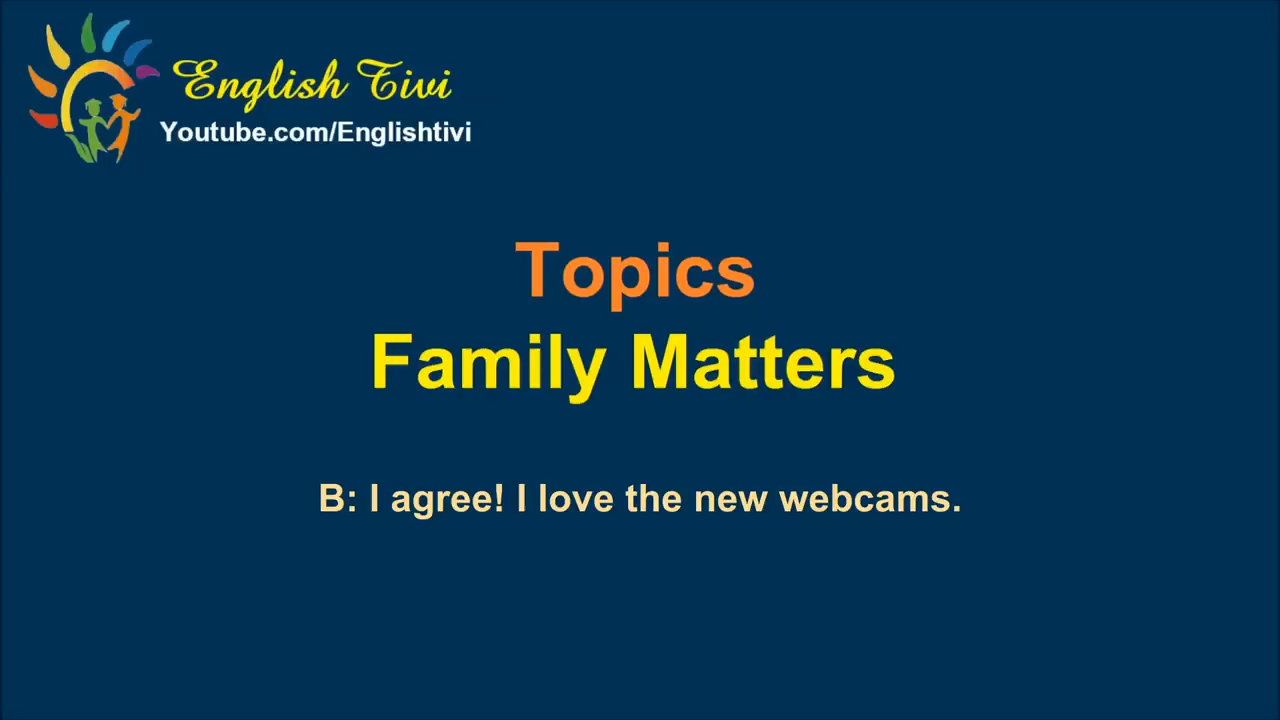 English Tivi
Youtube.com/Englishtivi
Topics
Family Matters
B: I agree! I love the new webcams.